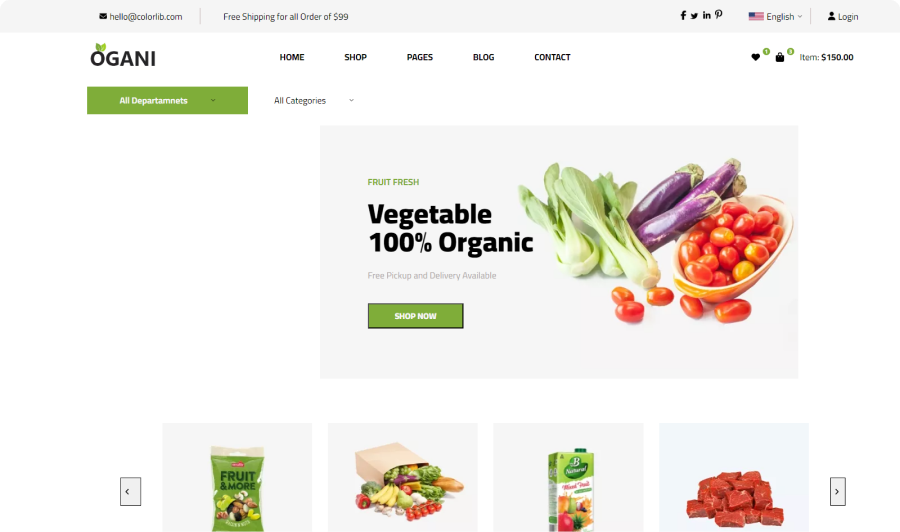 hello@colorlib.com
Free Shipping for all Order of $99
English
Login
OGANI
HOME
SHOP
PAGES
BLOG
CONTACT
1
3
Item: $150.00
All Departamnets
All Categories
FRUIT FRESH
Vegetable
100% Organic
Free Pickup and Delivery Available
SHOP NOW
FRUIT
&MORE
B
Natural
Mixed Fruit